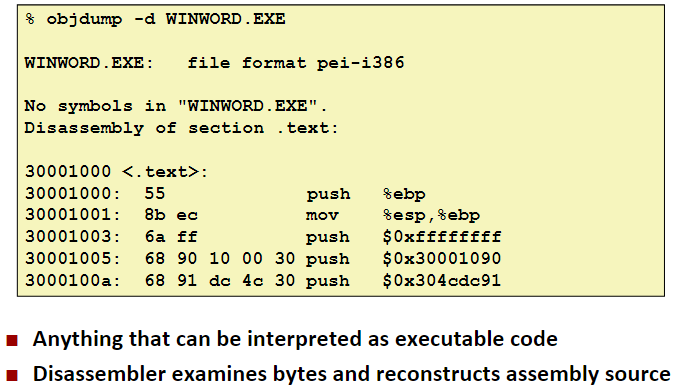 % objdump -d WINWORD.EXE
WINWORD.EXE:   file format pei-i386
No symbols in "WINWORD.EXE".
Disassembly of section .text:
30001000 <.text>:
30001000:  55             push   %ebp
30001001:  8b ec          mov    %esp,%ebp
30001003:  6a ff          push   $0xffffffff
30001005:  68 90 10 00 30 push   $0x30001090
3000100a:  68 91 dc 4c 30 push   $0x304cdc91
■ Anything that can be interpreted as executable code
■ Disassembler examines bytes and reconstructs assembly source